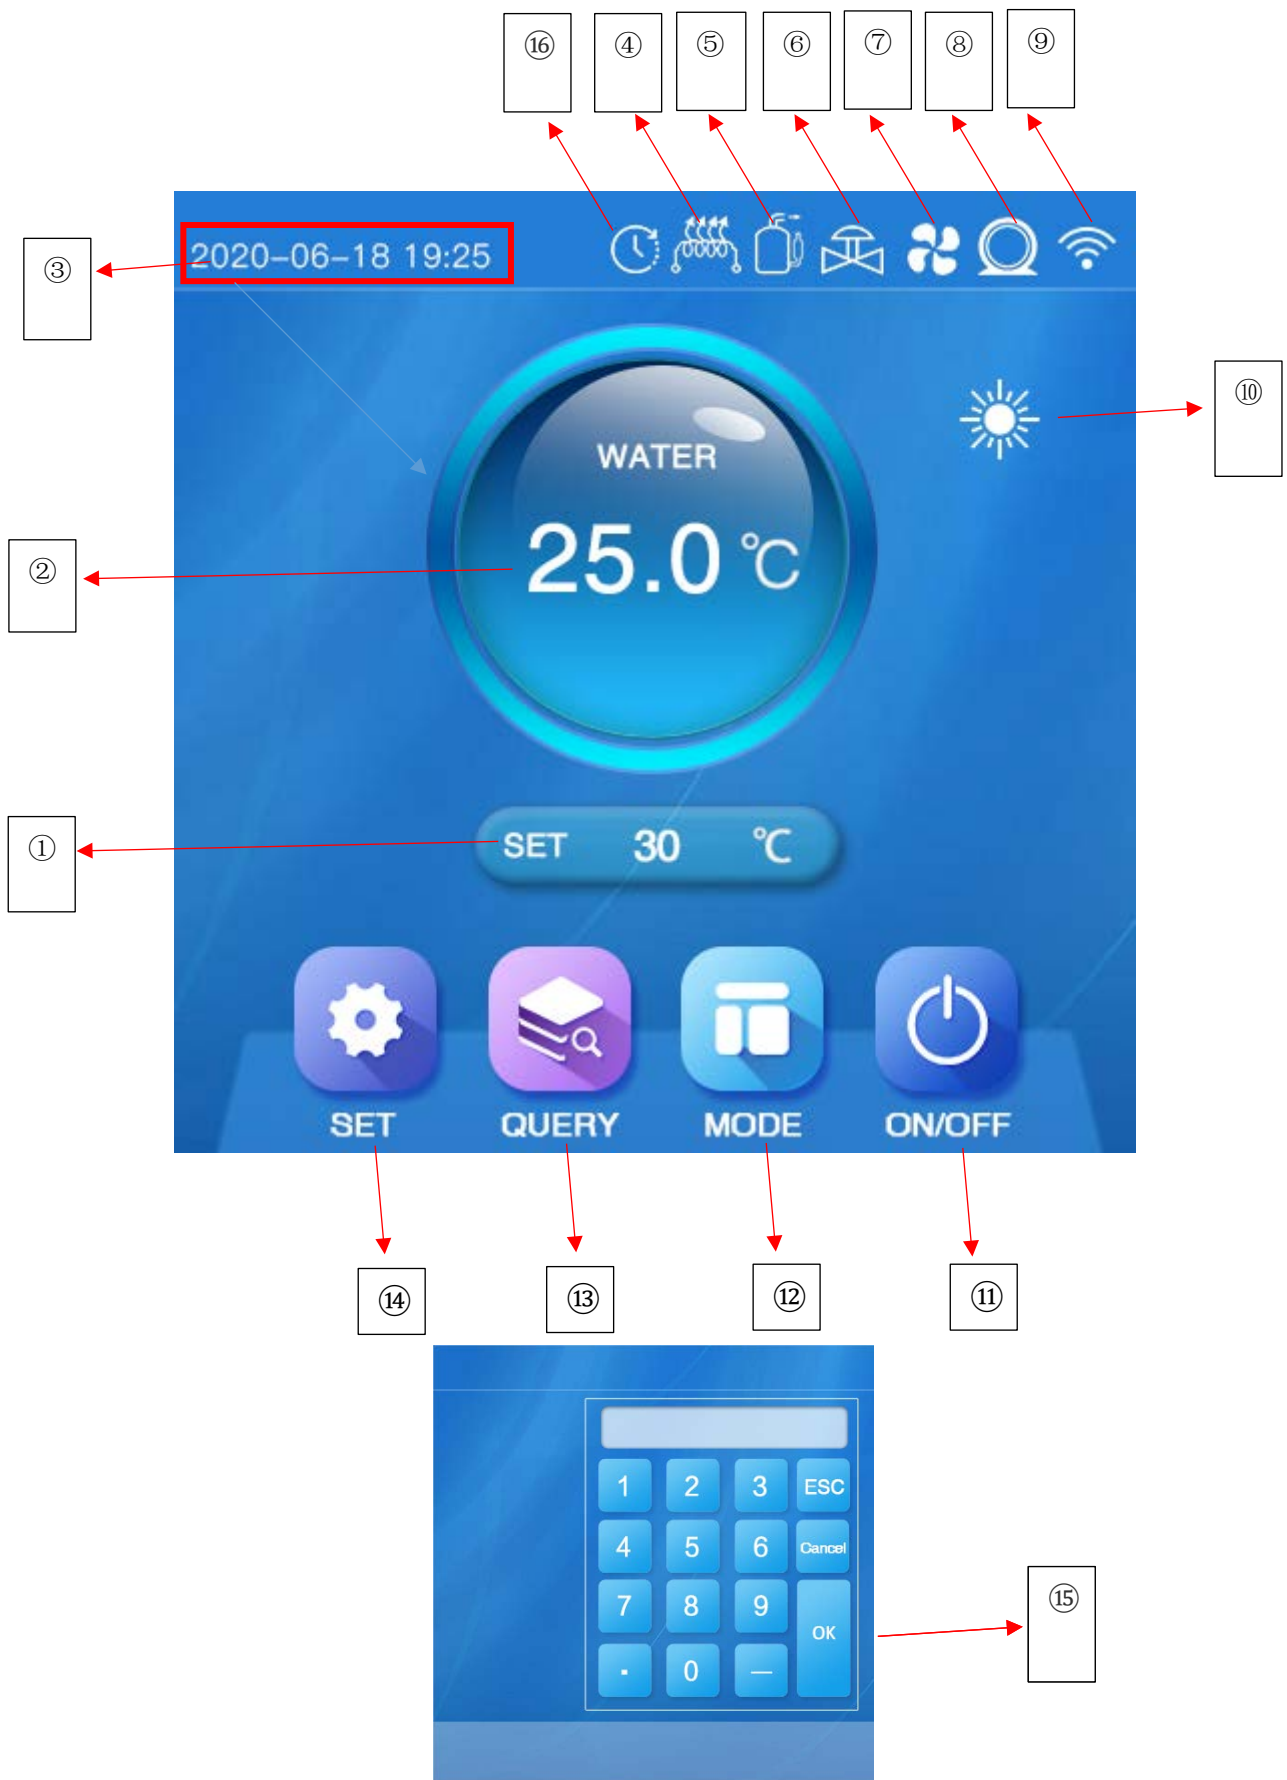 ⑯ ④ ⑤ ⑥ ⑦ ⑧ ⑨
③ 2020-06-18 19:25
⑩
WATER
② 25.0 ℃
① SET 30 ℃
SET QUERY MODE ON/OFF
⑭ ⑬ ⑫ ⑪
1 2 3 ESC
4 5 6 Cancel
7 8 9
OK
. 0 —
⑮